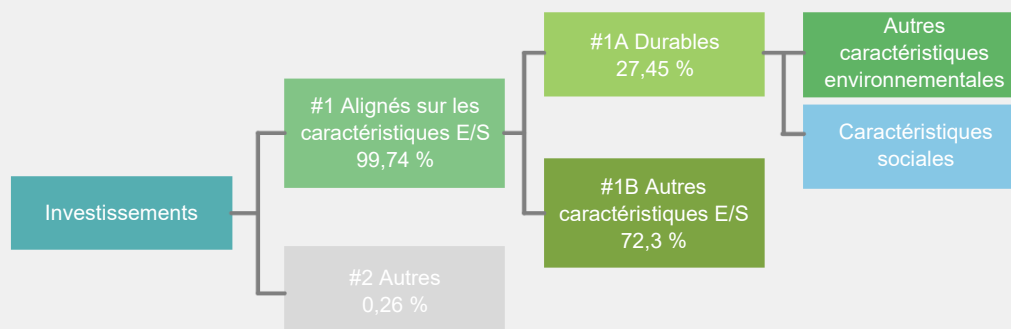 Investissements
#1 Alignés sur les
caractéristiques E/S
99,74 %
#2 Autres
0,26 %
#1A Durables
27,45 %
#1B Autres
caractéristiques E/S
72,3 %
Autres
caractéristiques
environnementales
Caractéristiques
sociales